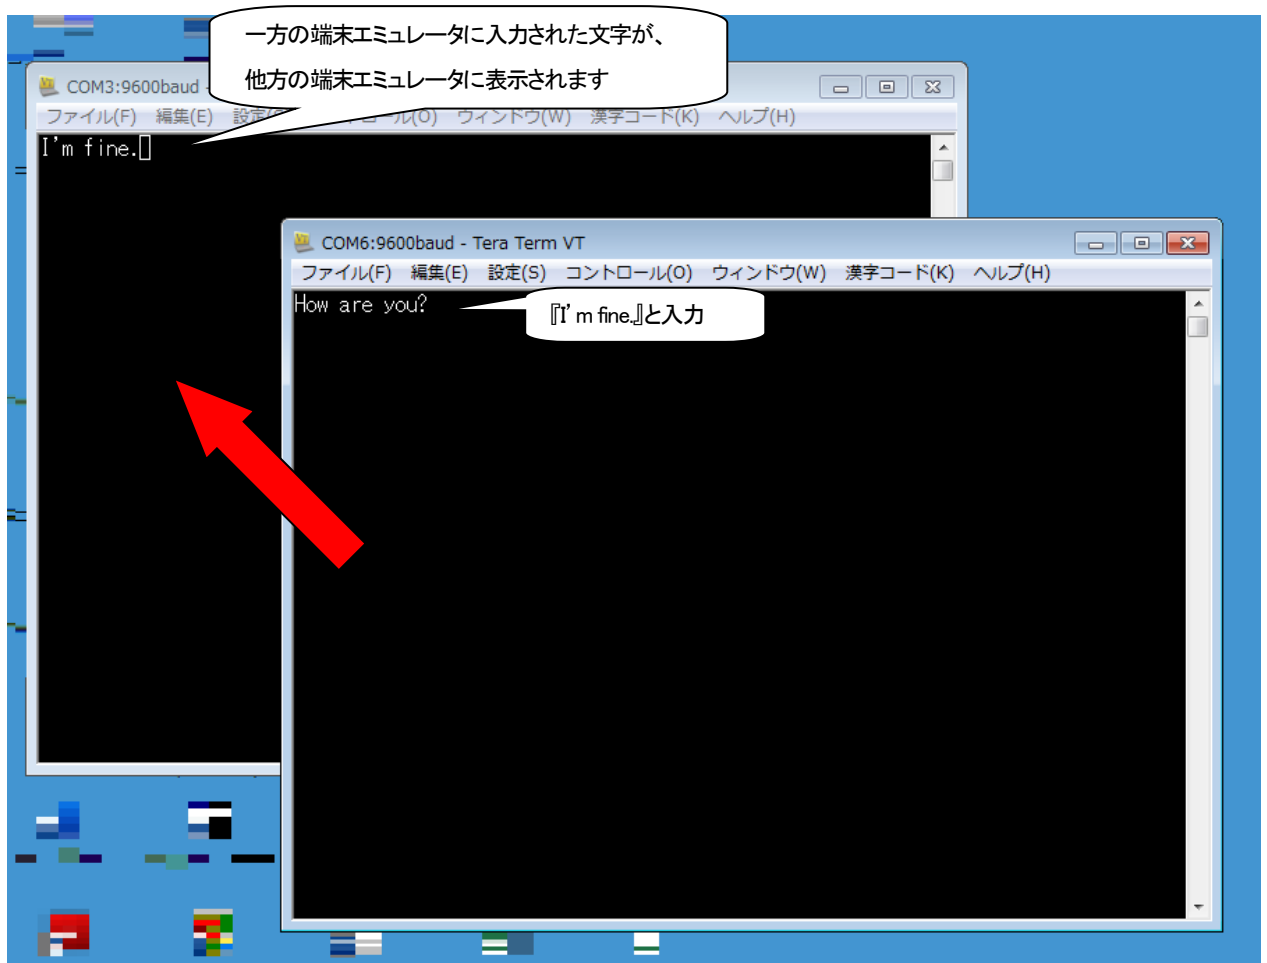 一方の端末エミュレータに入力された文字が、
他方の端末エミュレータに表示されます
COM3:9600baud -
ファイル(F) 編集(E) ウィンドウ(W) 漢字コード(K) ヘルプ(H)
I'm fine.
COM6:9600baud - Tera Term VT
ファイル(F) 編集(E) 設定(S) コントロール(O) ウィンドウ(W) 漢字コード(K) ヘルプ(H)
How are you?
『I' m fine.』と入力